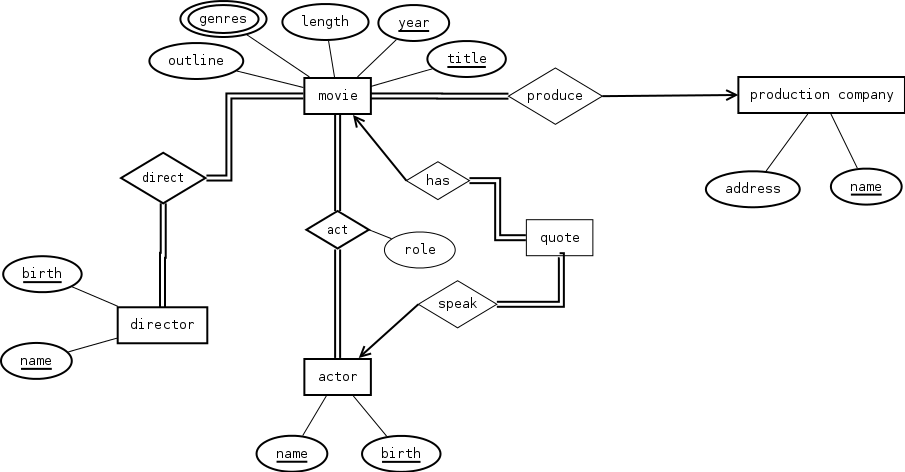 genres
length
year
outline
title
movie
produce
production company
direct
has
address
name
act
role
quote
birth
speak
director
name
actor
name
birth